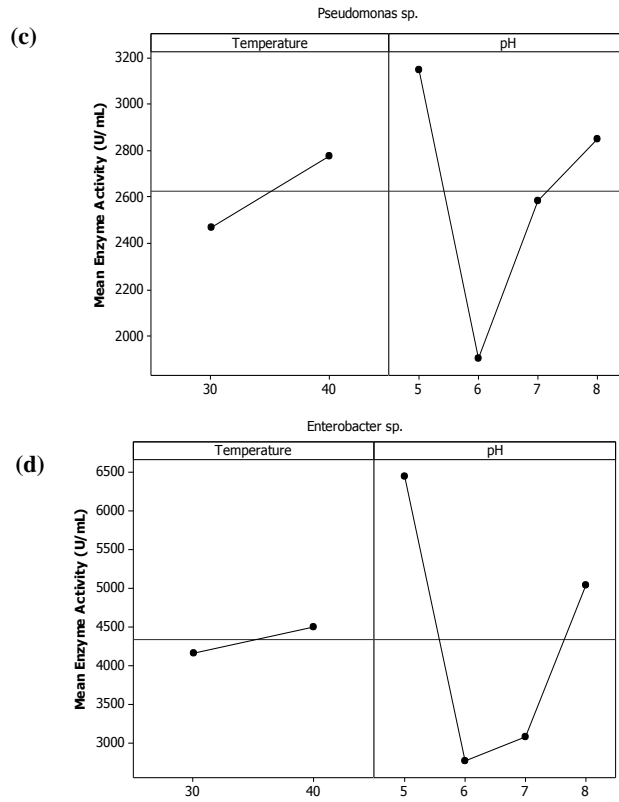 Pseudomonas sp.
(c)
Temperature pH
Mean Enzyme Activity (U/mL)
3200
3000
2800
2600
2400
2200
2000
30 40 5 6 7 8
Enterobacter sp.
(d)
Temperature pH
Mean Enzyme Activity (U/mL)
6500
6000
5500
5000
4500
4000
3500
3000
30 40 5 6 7 8